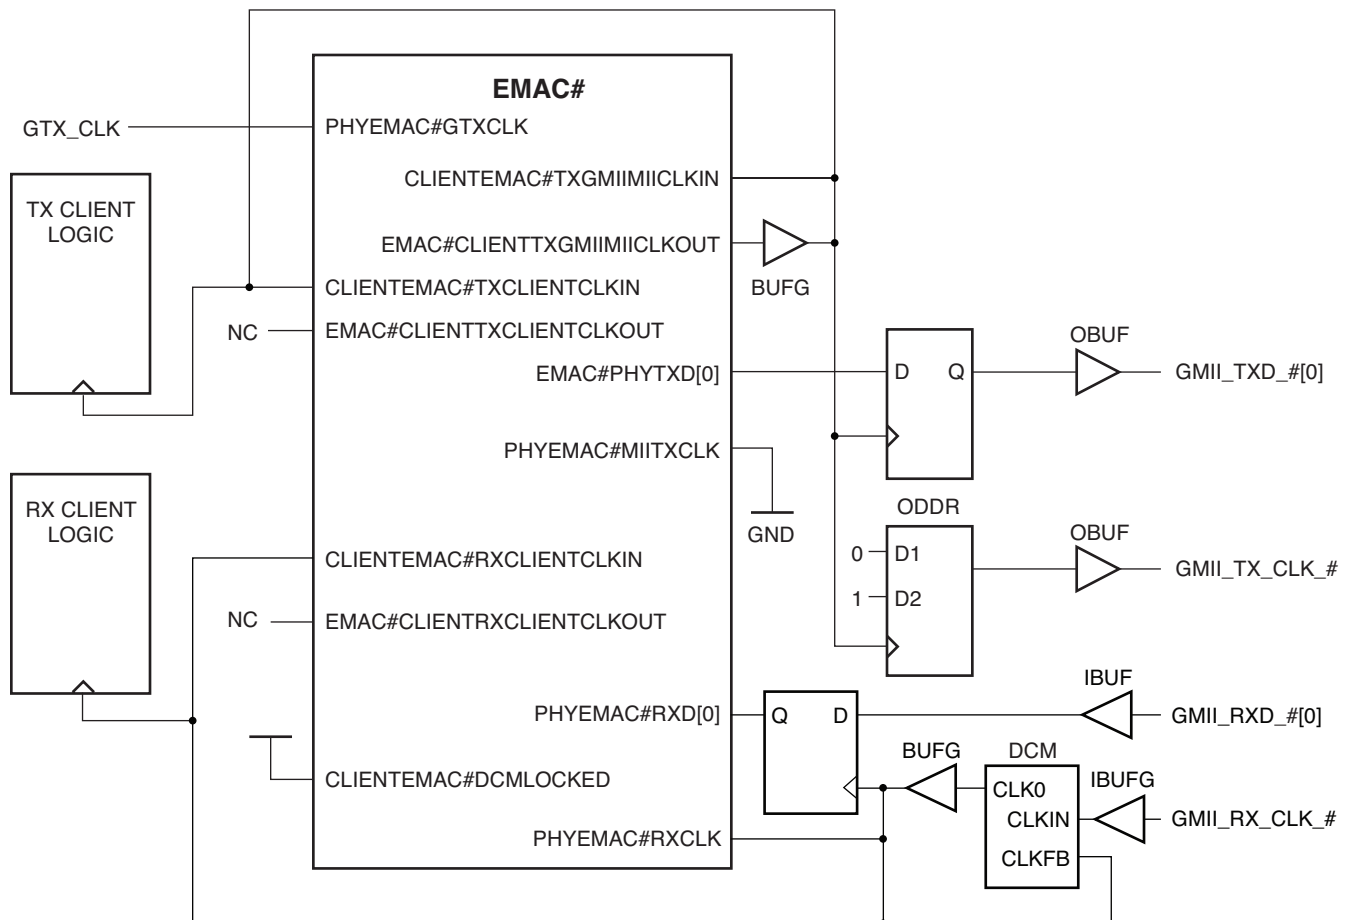 EMAC#
GTX_CLK
PHYEMAC#GTXCLK
CLIENTEMAC#TXGMIIMIICLKIN
TX CLIENT
LOGIC
EMAC#CLIENTTXGMIIMIICLKOUT
BUFG
CLIENTEMAC#TXCLIENTCLKIN
NC
EMAC#CLIENTTXCLIENTCLKOUT
OBUF
EMAC#PHYTXD[0]
D
Q
GMII_TXD_#[0]
PHYEMAC#MIITXCLK
GND
RX CLIENT
LOGIC
ODDR
OBUF
0
D1
1
D2
GMII_TX_CLK_#
CLIENTEMAC#RXCLIENTCLKIN
NC
EMAC#CLIENTRXCLIENTCLKOUT
IBUF
PHYEMAC#RXD[0]
Q
D
GMII_RXD_#[0]
BUFG
DCM
IBUFG
CLIENTEMAC#DCMLOCKED
CLK0
CLKIN
CLKFB
GMII_RX_CLK_#
PHYEMAC#RXCLK